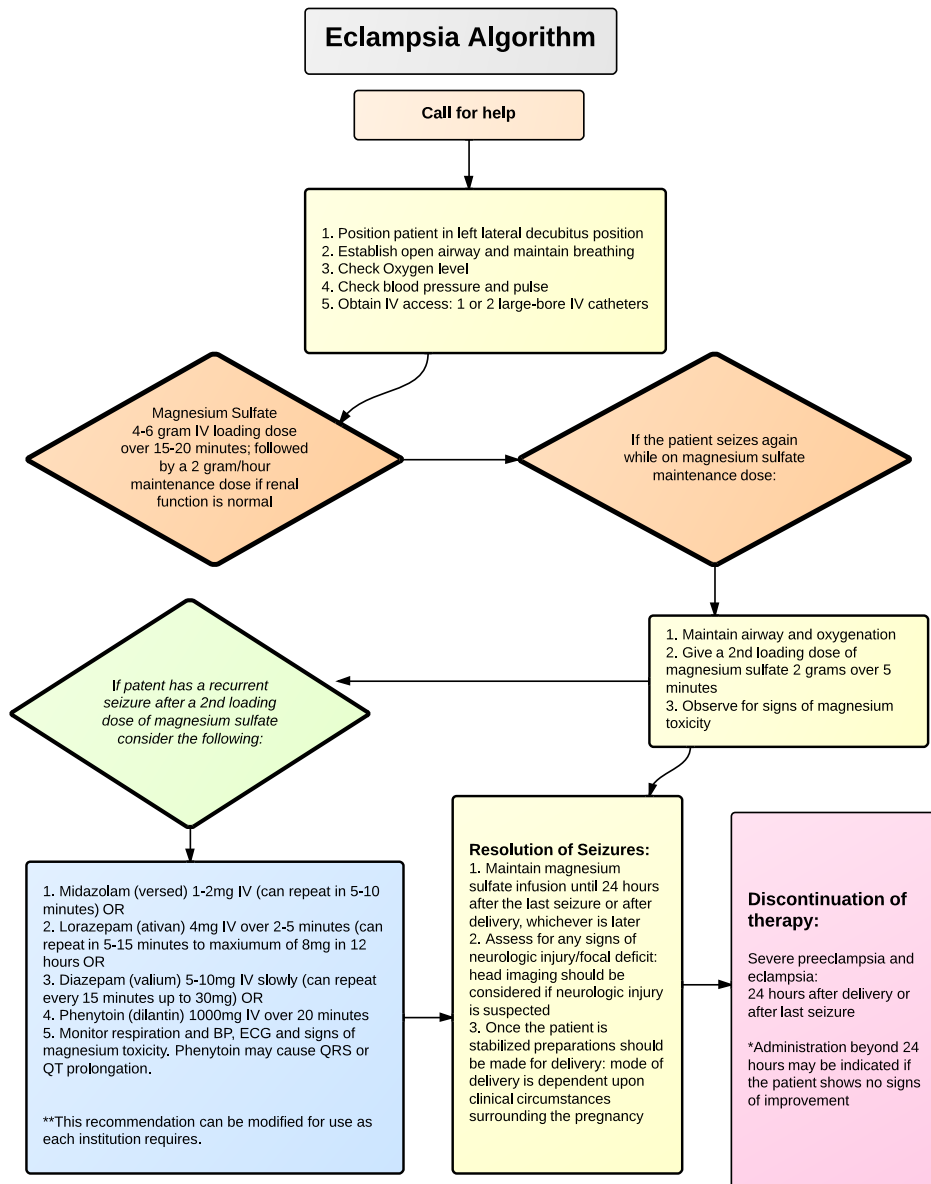 Eclampsia Algorithm
Call for help
1. Position patient in left lateral decubitus position
2. Establish open airway and maintain breathing
3. Check Oxygen level
4. Check blood pressure and pulse
5. Obtain IV access: 1 or 2 large-bore IV catheters
Magnesium Sulfate
4-6 gram IV loading dose
over 15-20 minutes; followed
by a 2 gram/hour
maintenance dose if renal
function is normal
If the patient seizes again
while on magnesium sulfate
maintenance dose:
1. Maintain airway and oxygenation
2. Give a 2nd loading dose of
magnesium sulfate 2 grams over 5
minutes
3. Observe for signs of magnesium
toxicity
If patent has a recurrent
seizure after a 2nd loading
dose of magnesium sulfate
consider the following:
1. Midazolam (versed) 1-2mg IV (can repeat in 5-10
minutes) OR
2. Lorazepam (ativan) 4mg IV over 2-5 minutes (can
repeat in 5-15 minutes to maxiumum of 8mg in 12
hours OR
3. Diazepam (valium) 5-10mg IV slowly (can repeat
every 15 minutes up to 30mg) OR
4. Phenytoin (dilantin) 1000mg IV over 20 minutes
5. Monitor respiration and BP, ECG and signs of
magnesium toxicity. Phenytoin may cause QRS or
QT prolongation.
**This recommendation can be modified for use as
each institution requires.
Resolution of Seizures:
1. Maintain magnesium
sulfate infusion until 24 hours
after the last seizure or after
delivery, whichever is later
2. Assess for any signs of
neurologic injury/focal deficit:
head imaging should be
considered if neurologic injury
is suspected
3. Once the patient is
stabilized preparations should
be made for delivery: mode of
delivery is dependent upon
clinical circumstances
surrounding the pregnancy
Discontinuation of
therapy:
Severe preeclampsia and
eclampsia:
24 hours after delivery or
after last seizure
*Administration beyond 24
hours may be indicated if
the patient shows no signs
of improvement